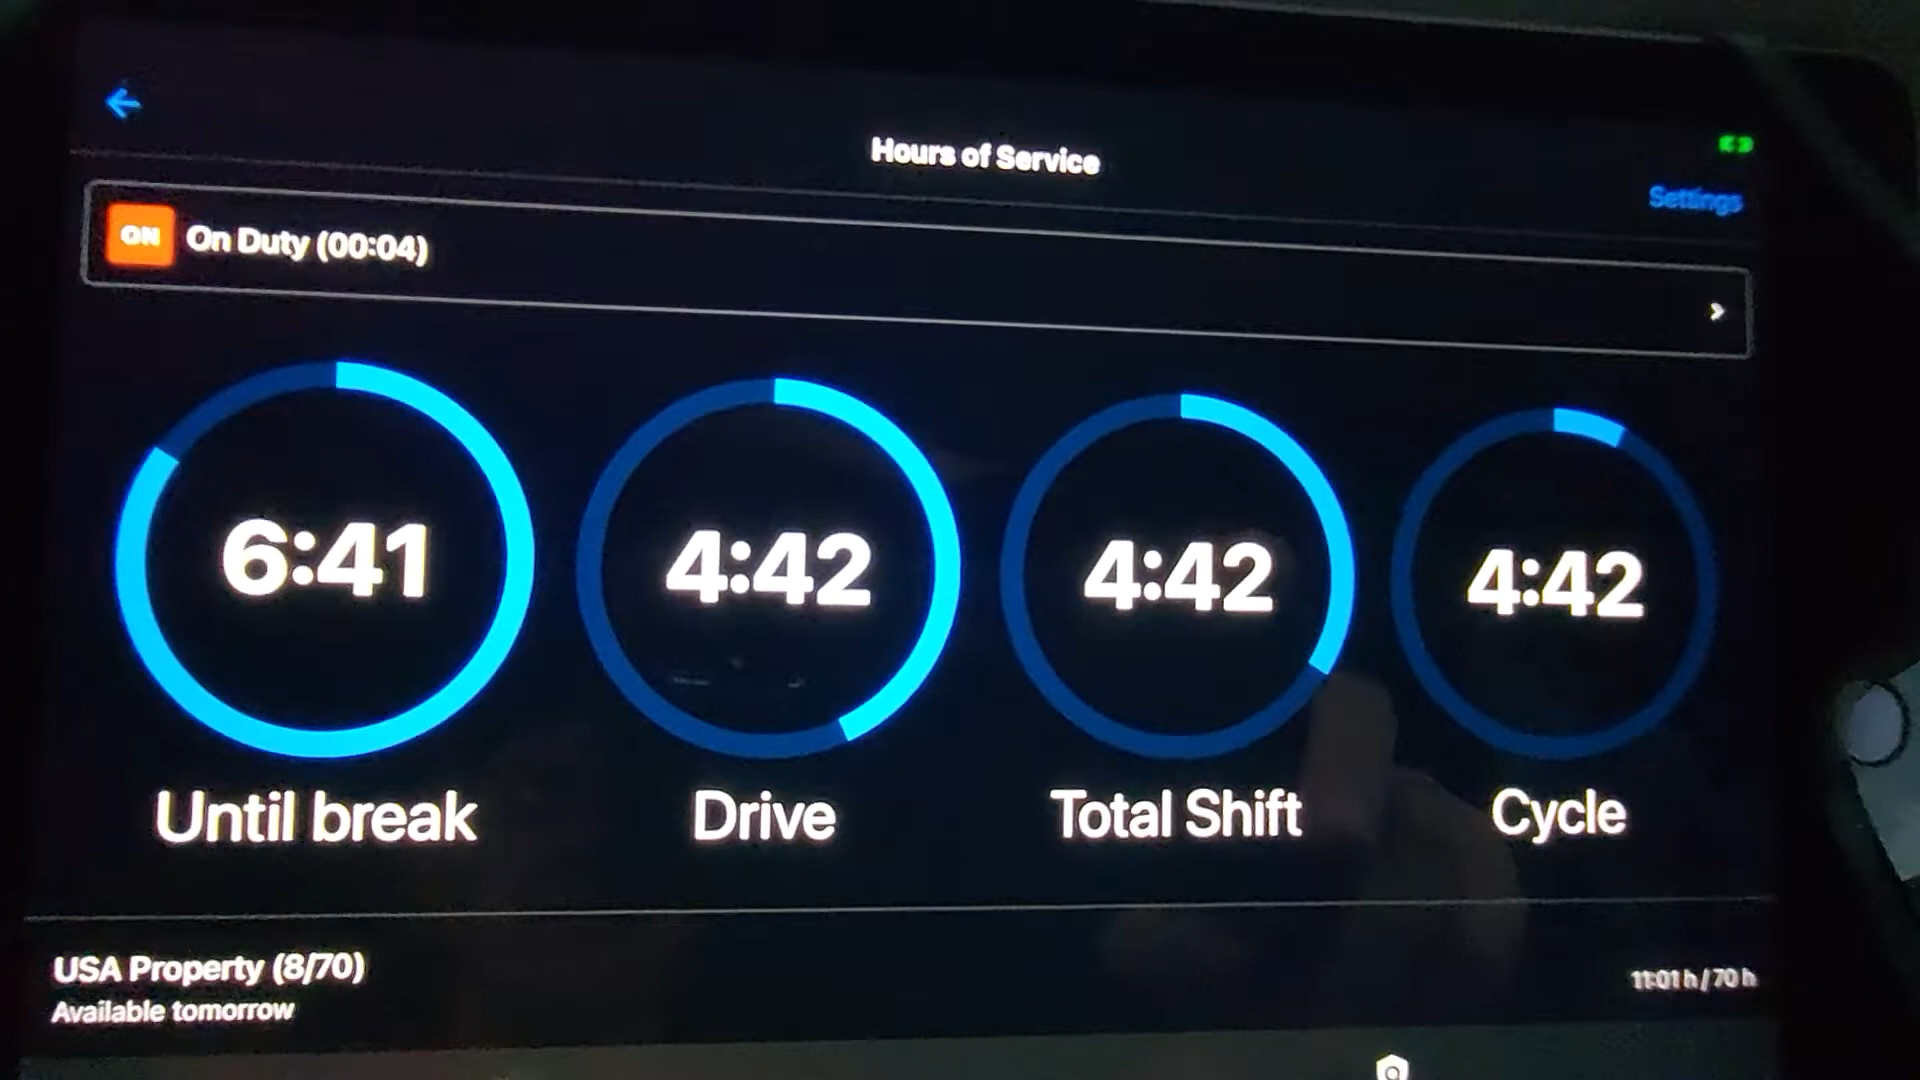 Hours of Service
Settings
ON On Duty (00:04)
6:41
4:42
4:42
4:42
Until break
Drive
Total Shift
Cycle
USA Property (8/70)
Available tomorrow
11:01 h / 70 h